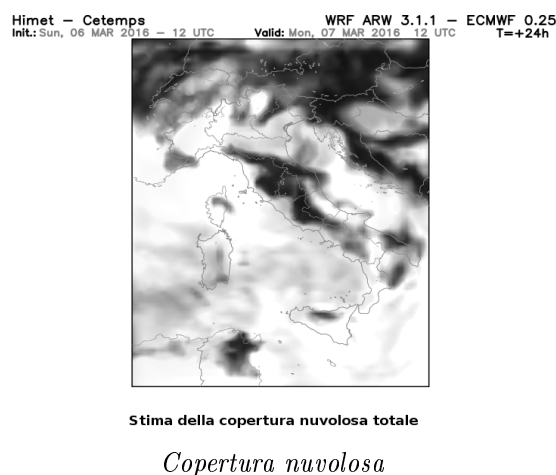 Himet – Cetemps WRF ARW 3.1.1 – ECMWF 0.25
Init.: Sun, 06 MAR 2016 – 12 UTC Valid: Mon, 07 MAR 2016 12 UTC T=+24h
Stima della copertura nuvolosa totale
Copertura nuvolosa